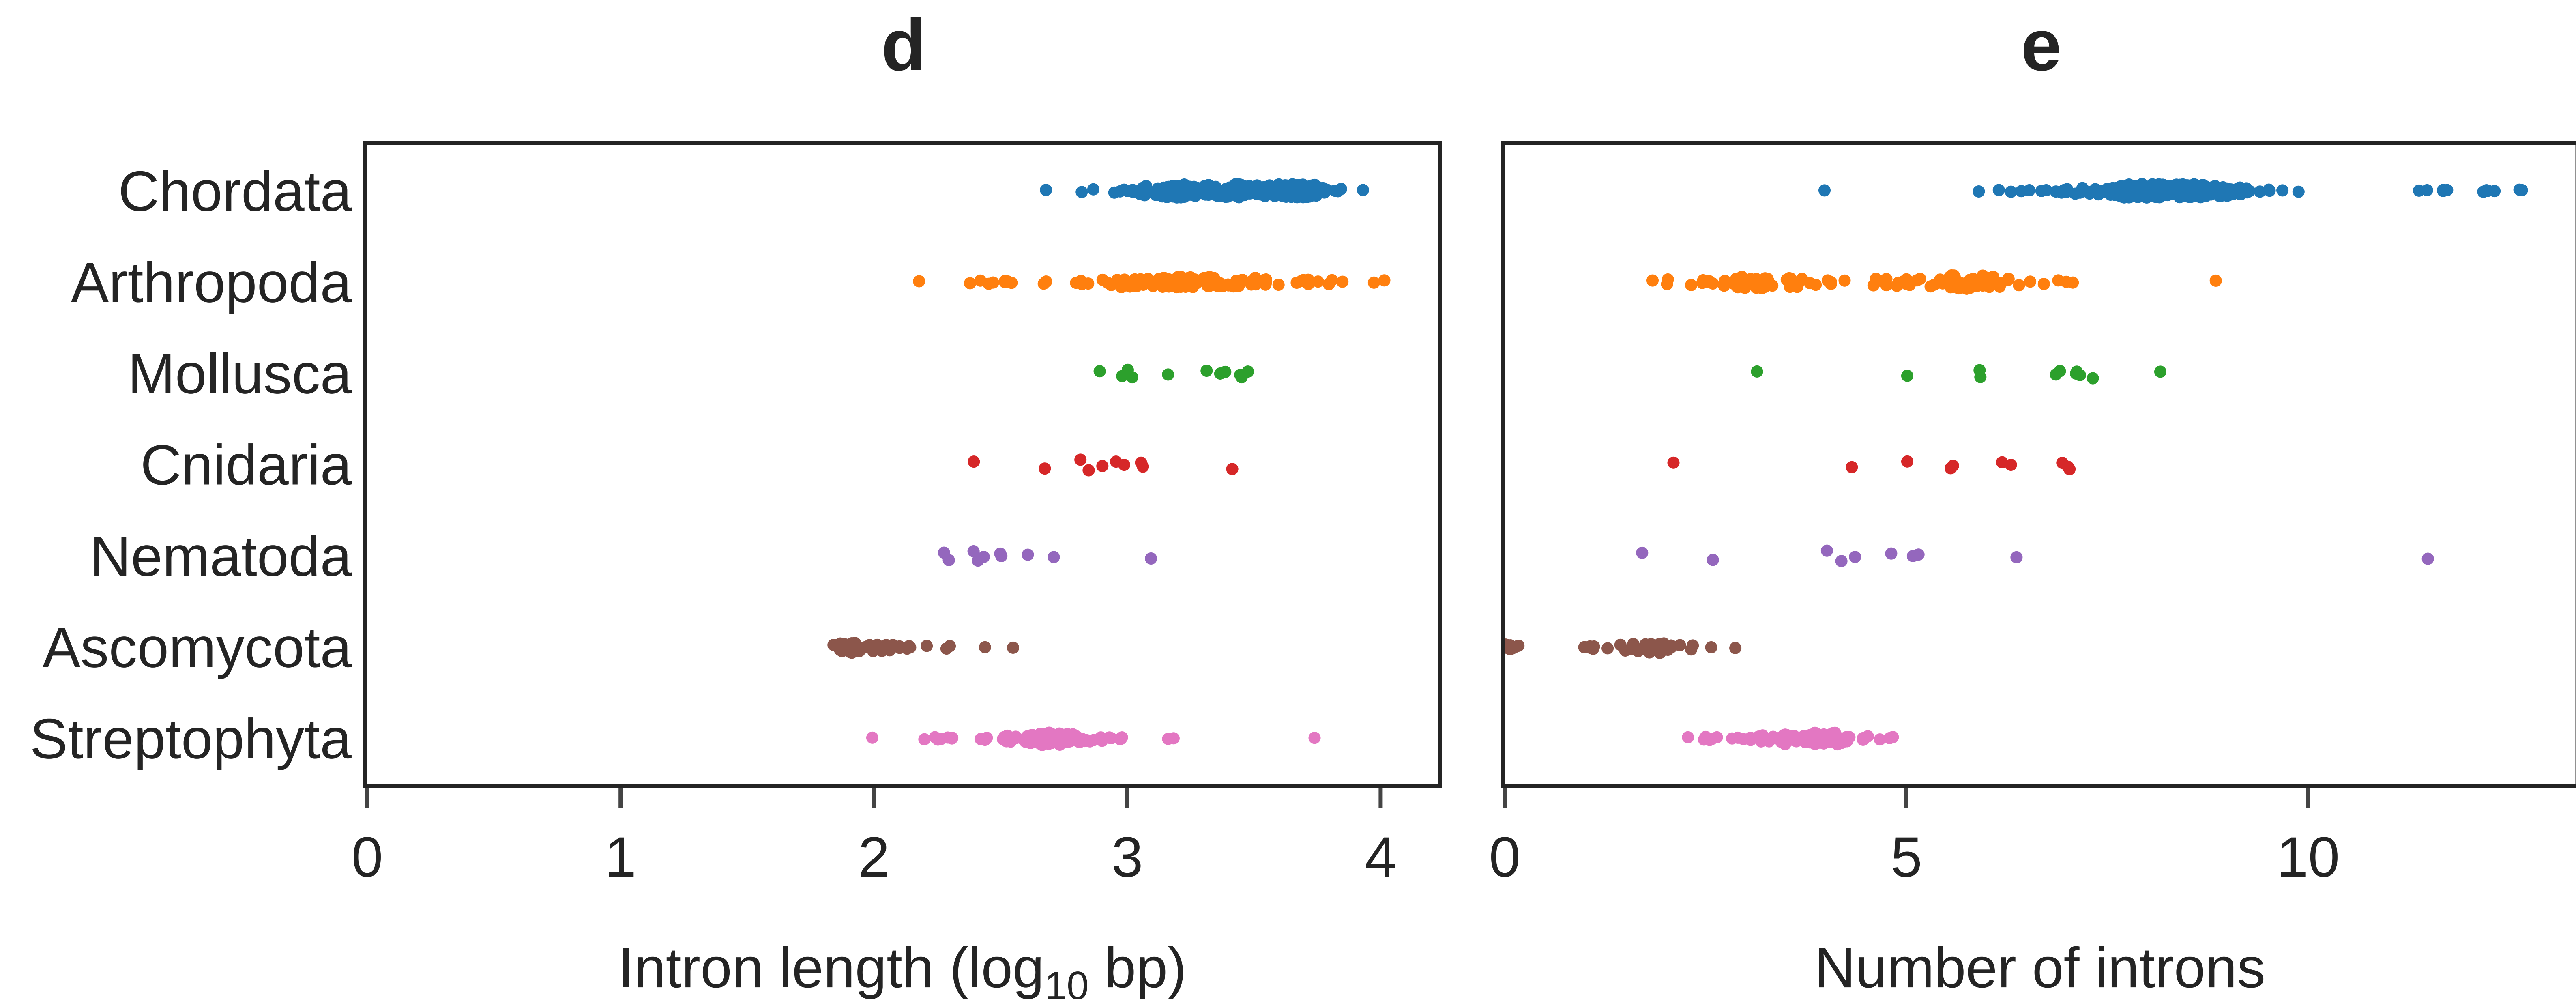 d
e
Chordata
Arthropoda
Mollusca
Cnidaria
Nematoda
Ascomycota
Streptophyta
0 1 2 3 4
0 5 10
Intron length (log₁₀ bp)
Number of introns